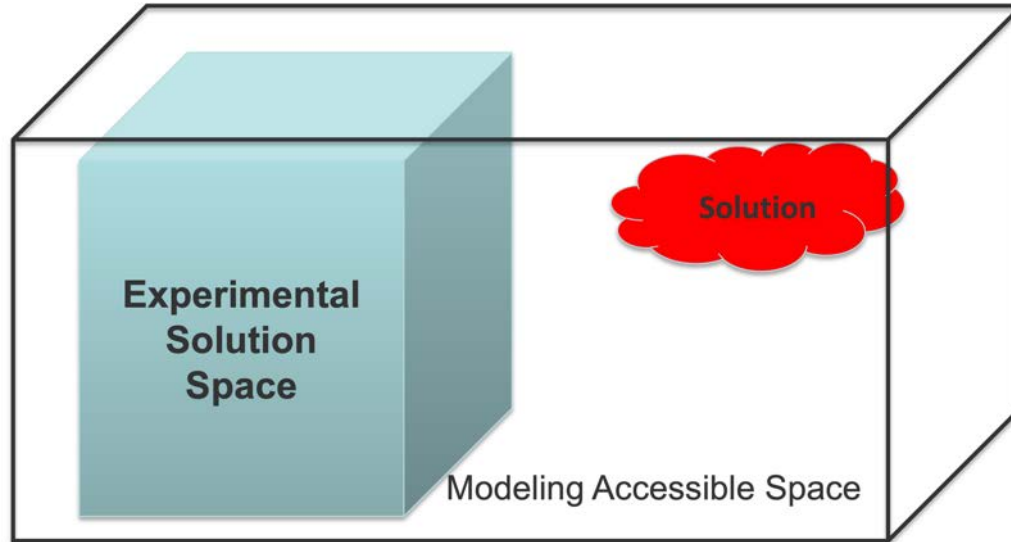 Solution
Experimental
Solution
Space
Modeling Accessible Space